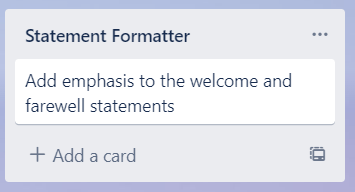 Statement Formatter
Add emphasis to the welcome and
farewell statements
+ Add a card